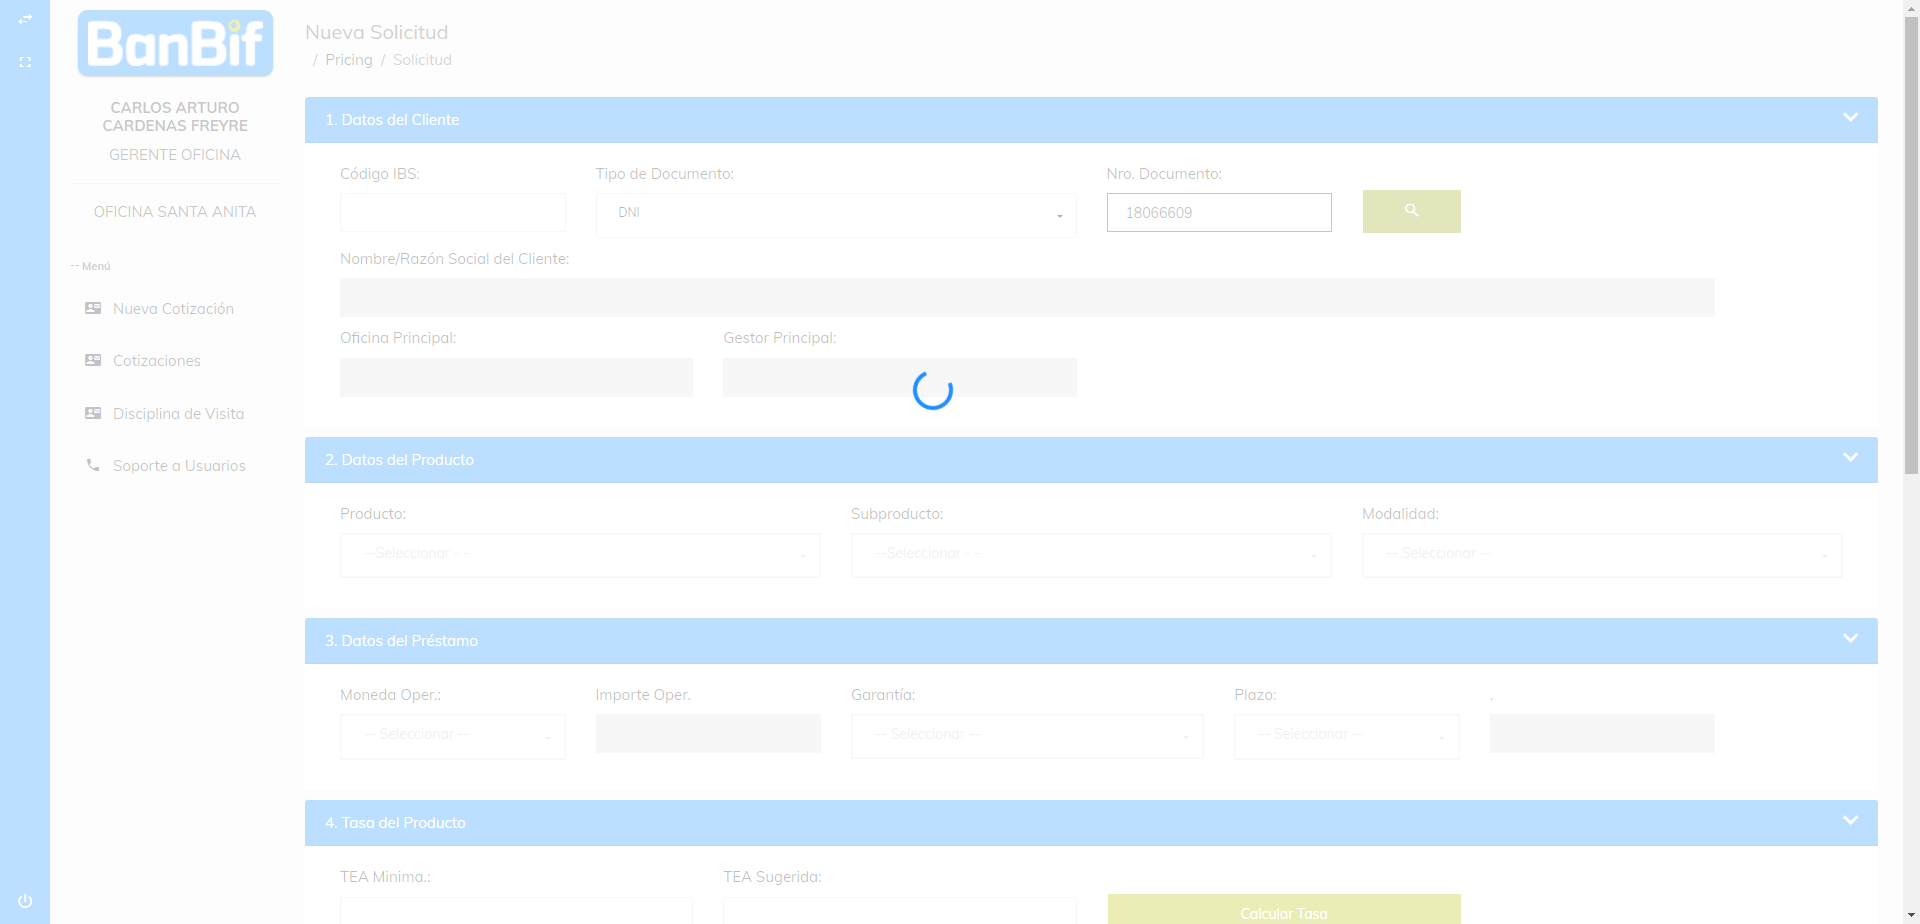 BanBif
CARLOS ARTURO
CARDENAS FREYRE
GERENTE OFICINA
OFICINA SANTA ANITA
-- Menú
Nueva Cotización
Cotizaciones
Disciplina de Visita
Soporte a Usuarios
Nueva Solicitud
/ Pricing / Solicitud
1. Datos del Cliente
Código IBS:
Tipo de Documento:
Nro. Documento:
DNI
18066609
Nombre/Razón Social del Cliente:
Oficina Principal:
Gestor Principal:
2. Datos del Producto
Producto:
Subproducto:
Modalidad:
--Seleccionar - -
--Seleccionar - -
-- Seleccionar --
3. Datos del Préstamo
Moneda Oper.:
Importe Oper.
Garantía:
Plazo:
.
-- Seleccionar --
-- Seleccionar --
-- Seleccionar --
4. Tasa del Producto
TEA Minima.:
TEA Sugerida:
Calcular Tasa